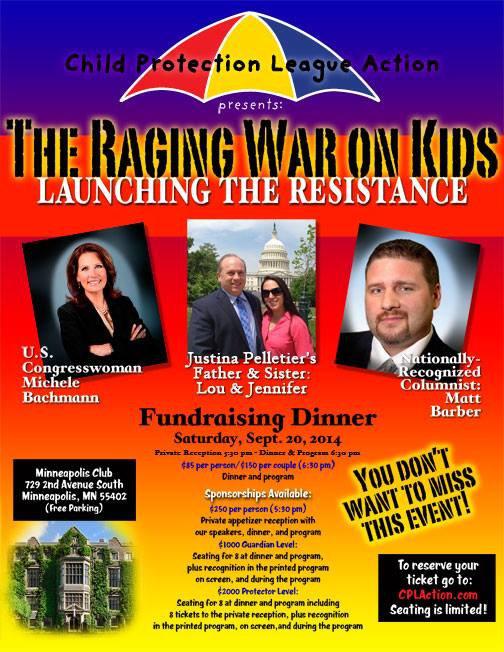 Child Protection League Action
presents:
THE RAGING WAR ON KIDS
LAUNCHING THE RESISTANCE
U.S.
Congresswoman
Michele
Bachmann
Justina Pelletier's
Father & Sister:
Lou & Jennifer
Nationally-
Recognized
Columnist:
Matt
Barber
Fundraising Dinner
Saturday, Sept. 20, 2014
Private Reception 5:30 pm - Dinner & Program 6:30 pm
$85 per person/ $150 per couple (6:30 pm)
Dinner and program
Sponsorships Available:
$250 per person (5:30 pm)
Private appetizer reception with
our speakers, dinner, and program
$1000 Guardian Level:
Seating for 8 at dinner and program,
plus recognition in the printed program
on screen, and during the program
$2000 Protector Level:
Seating for 8 at dinner and program including
8 tickets to the private reception, plus recognition
in the printed program, on screen,and during the program
Minneapolis Club
729 2nd Avenue South
Minneapolis, MN 55402
(Free Parking)
YOU DON'T
WANT TO MISS
THIS EVENT!
To reserve your
ticket go to:
CPLAction.com
Seating is limited!